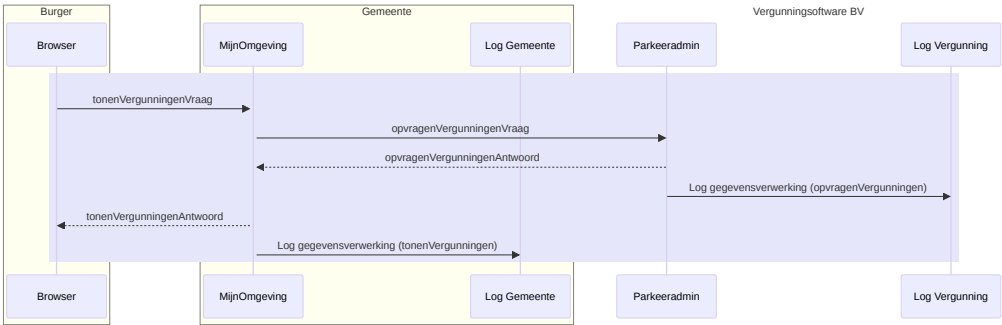 Burger
Gemeente
Vergunningsoftware BV
Browser
MijnOmgeving
Log Gemeente
Parkeeradmin
Log Vergunning
tonenVergunningenVraag
opvragenVergunningenVraag
opvragenVergunningenAntwoord
Log gegevensverwerking (opvragenVergunningen)
tonenVergunningenAntwoord
Log gegevensverwerking (tonenVergunningen)
Browser
MijnOmgeving
Log Gemeente
Parkeeradmin
Log Vergunning